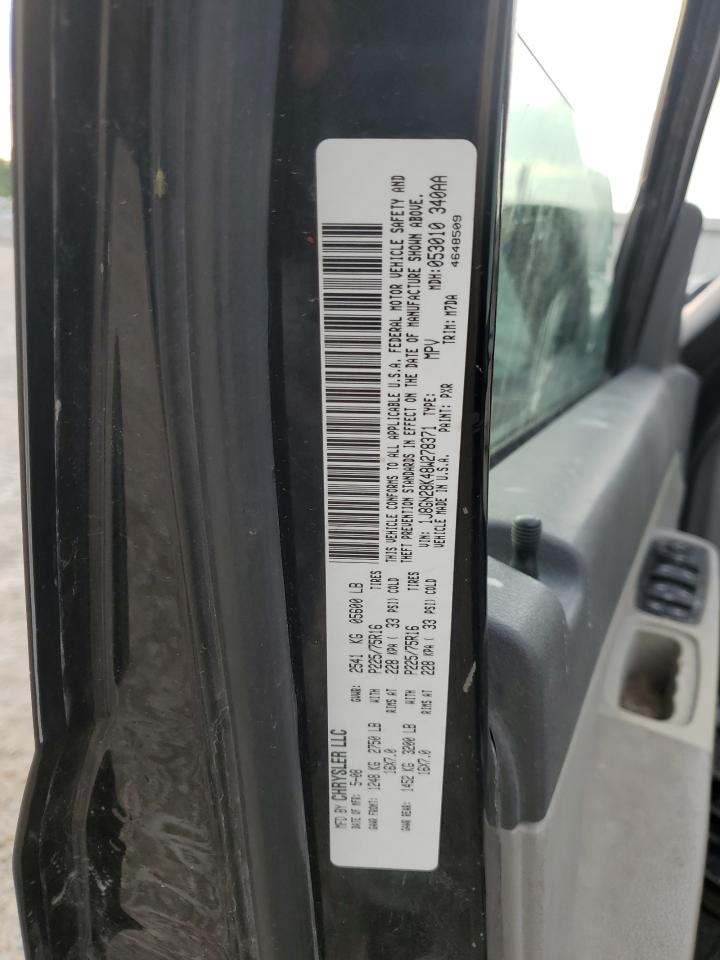 MFD BY CHRYSLER LLC
DATE OF MFR: 5-08 GVWR: 2541 KG 05600 LB
GAWR FRONT: 1248 KG 2750 LB WITH P225/75R16 TIRES
16X7.0 RIMS AT 228 KPA ( 33 PSI) COLD
GAWR REAR: 1452 KG 3200 LB WITH P225/75R16 TIRES
16X7.0 RIMS AT 228 KPA ( 33 PSI) COLD
THIS VEHICLE CONFORMS TO ALL APPLICABLE U.S.A. FEDERAL MOTOR VEHICLE SAFETY AND
THEFT PREVENTION STANDARDS IN EFFECT ON THE DATE OF MANUFACTURE SHOWN ABOVE.
VIN: 1J8GN28K48W278371 TYPE: MPV MDH: 053010 340AA
VEHICLE MADE IN U.S.A. PAINT: PXR TRIM: M7DA 4648509